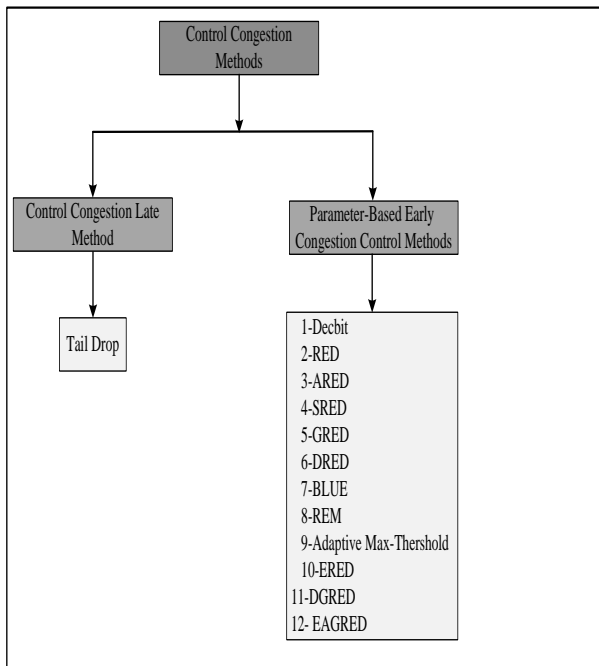 Control Congestion
Methods
Control Congestion Late
Method
Parameter-Based Early
Congestion Control Methods
Tail Drop
1-Decbit
2-RED
3-ARED
4-SRED
5-GRED
6-DRED
7-BLUE
8-REM
9-Adaptive Max-Thershold
10-ERED
11-DGRED
12- EAGRED